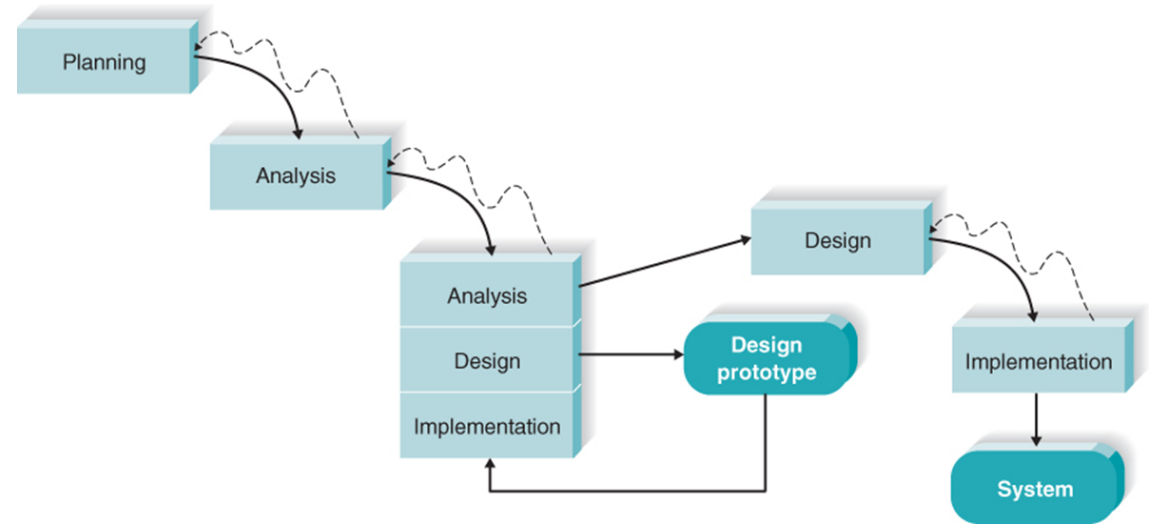 Planning
Analysis
Analysis
Design
Implementation
Design
prototype
Design
Implementation
System